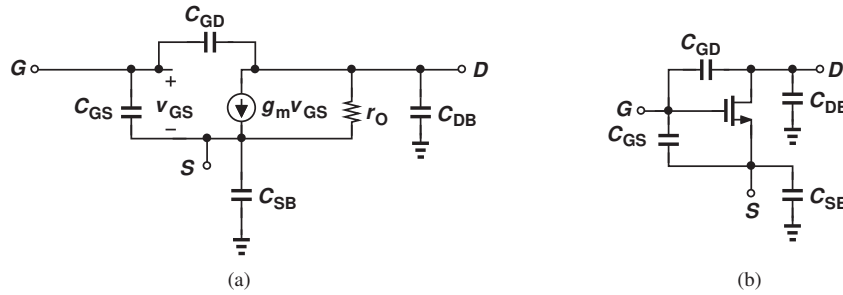 C_GD
G
+
C_GS
v_GS
–
g_m v_GS
r_O
D
C_DB
S
C_SB
(a)
C_GD
D
G
C_DB
C_GS
S
C_SB
(b)